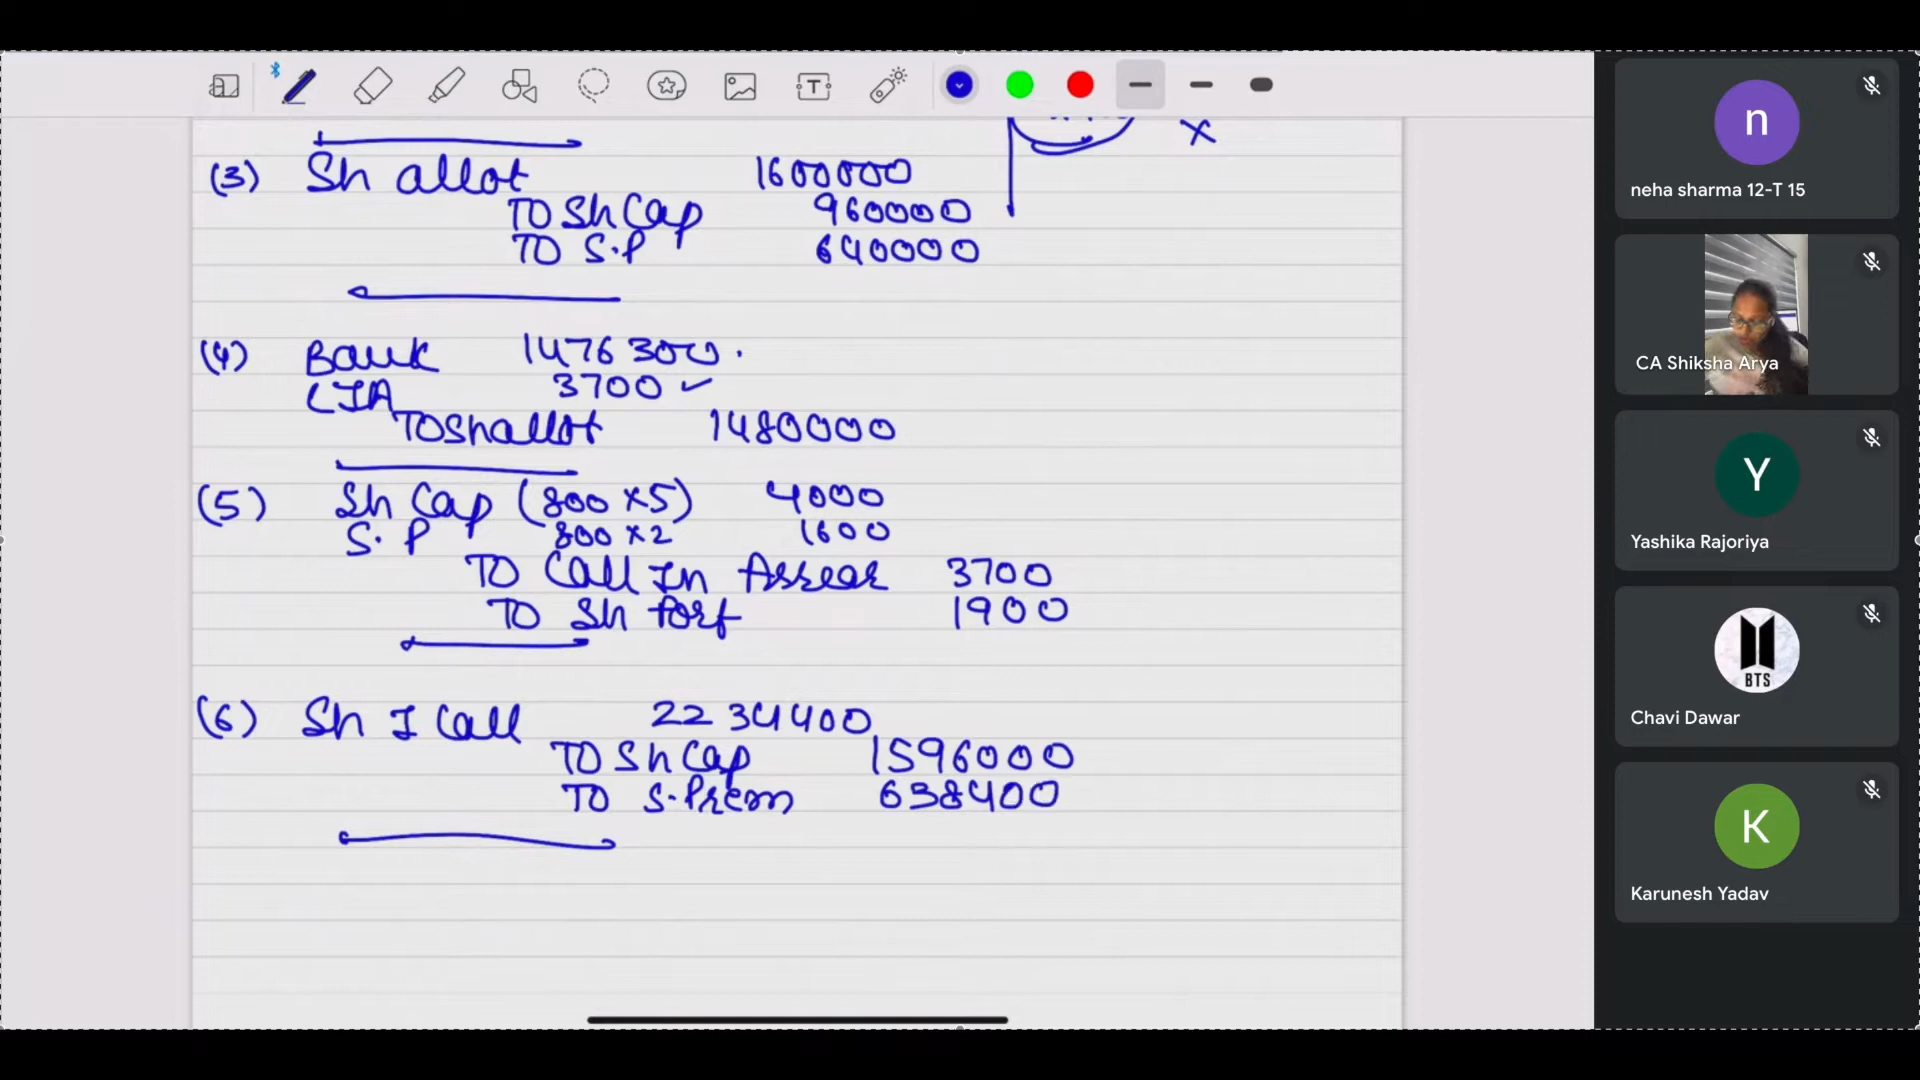 (3) Sh allot 1600000
TO Sh Cap 960000
TO S.P 640000
X
(4) Bank 1476300
CIA 3700 ✓
TO Sh allot 1480000
(5) Sh Cap (800 x 5) 4000
S.P 800 x 2 1600
TO Call In Arrear 3700
TO Sh forf 1900
(6) Sh I Call 2234400
TO Sh Cap 1596000
TO S.Prem 638400
n
neha sharma 12-T 15
CA Shiksha Arya
Y
Yashika Rajoriya
BTS
Chavi Dawar
K
Karunesh Yadav
T